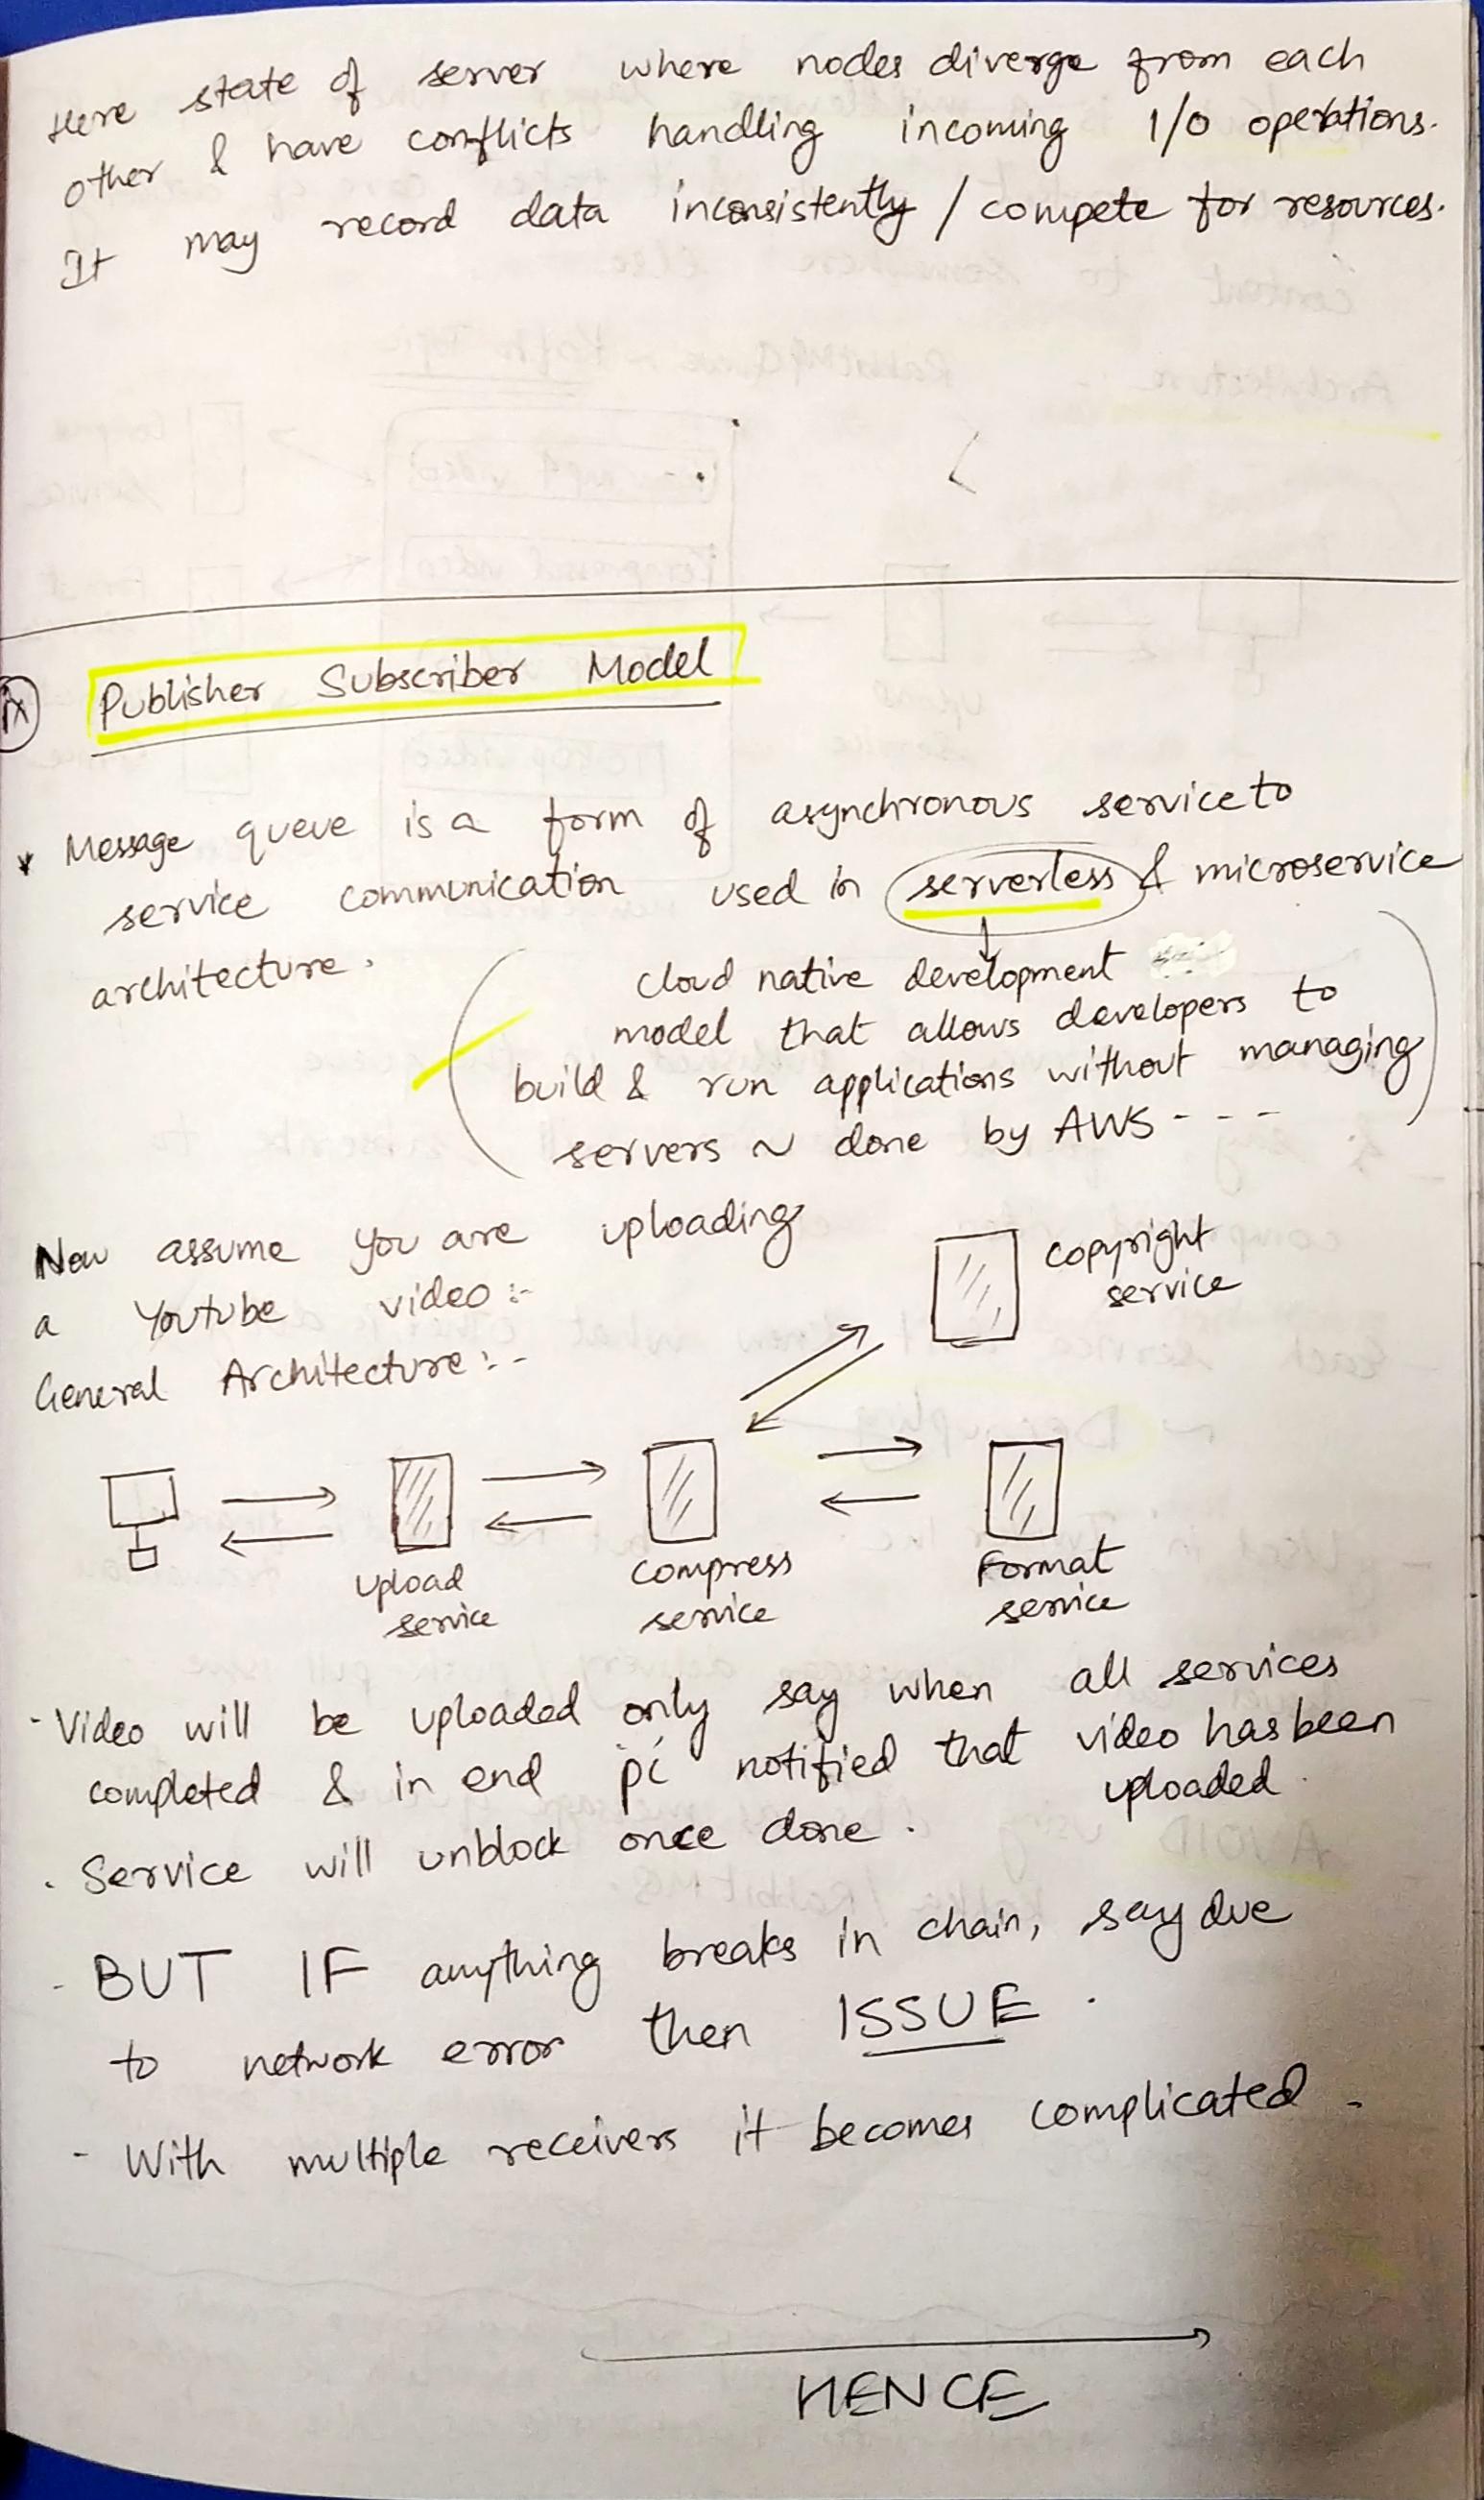 Here state of server where nodes diverge from each
other & have conflicts handling incoming I/O operations.
It may record data inconsistently / compete for resources.
ix
Publisher Subscriber Model
* Message queue is a form of asynchronous service to
service communication used in serverless & microservice
architecture.
cloud native development
model that allows developers to
build & run applications without managing
servers ~ done by AWS - - - -
Now assume you are uploading
a Youtube video :-
General Architecture :-
copyright
service
Upload
service
compress
service
Format
service
- Video will be uploaded only say when all services
completed & in end pc notified that video has been
uploaded.
. Service will unblock once done.
- BUT IF anything breaks in chain, say due
to network error then ISSUE.
- With multiple receivers it becomes complicated.
HENCE